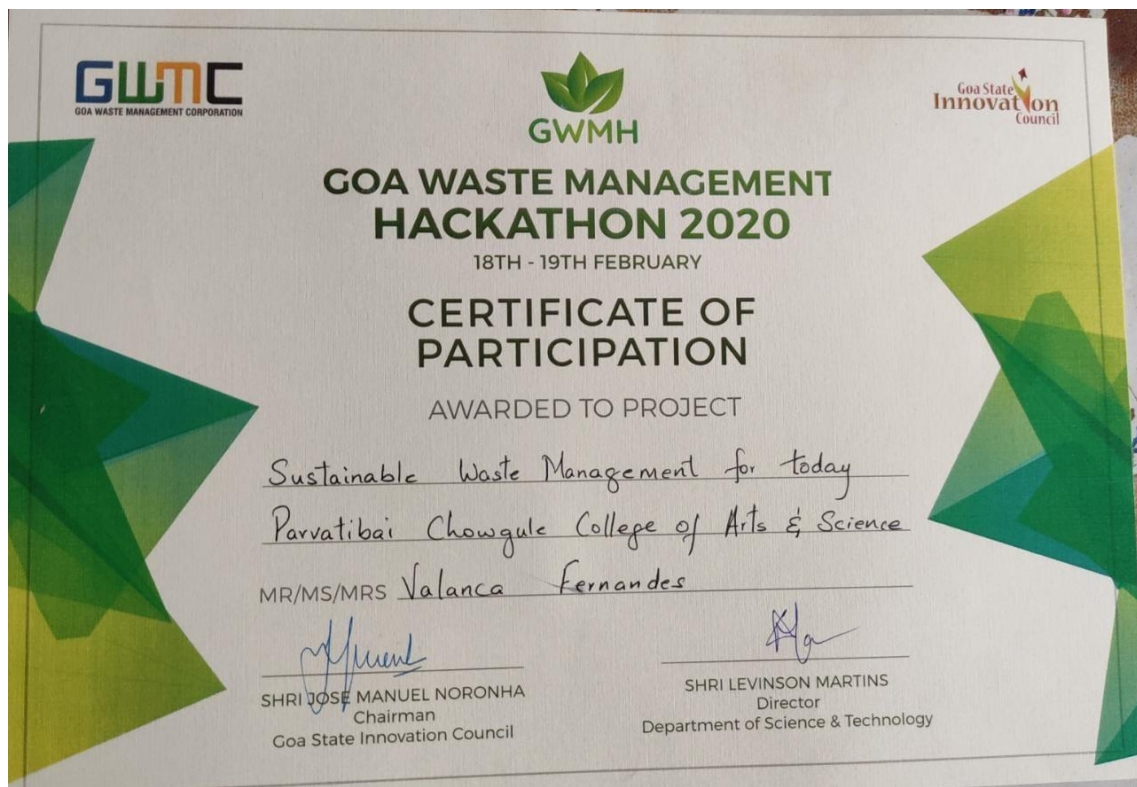 GWMC
GOA WASTE MANAGEMENT CORPORATION
GWMH
Goa State
Innovation
Council
GOA WASTE MANAGEMENT
HACKATHON 2020
18TH - 19TH FEBRUARY
CERTIFICATE OF
PARTICIPATION
AWARDED TO PROJECT
Sustainable Waste Management for today
Parvatibai Chowgule College of Arts & Science
MR/MS/MRS Valanca Fernandes
SHRI JOSE MANUEL NORONHA
Chairman
Goa State Innovation Council
SHRI LEVINSON MARTINS
Director
Department of Science & Technology